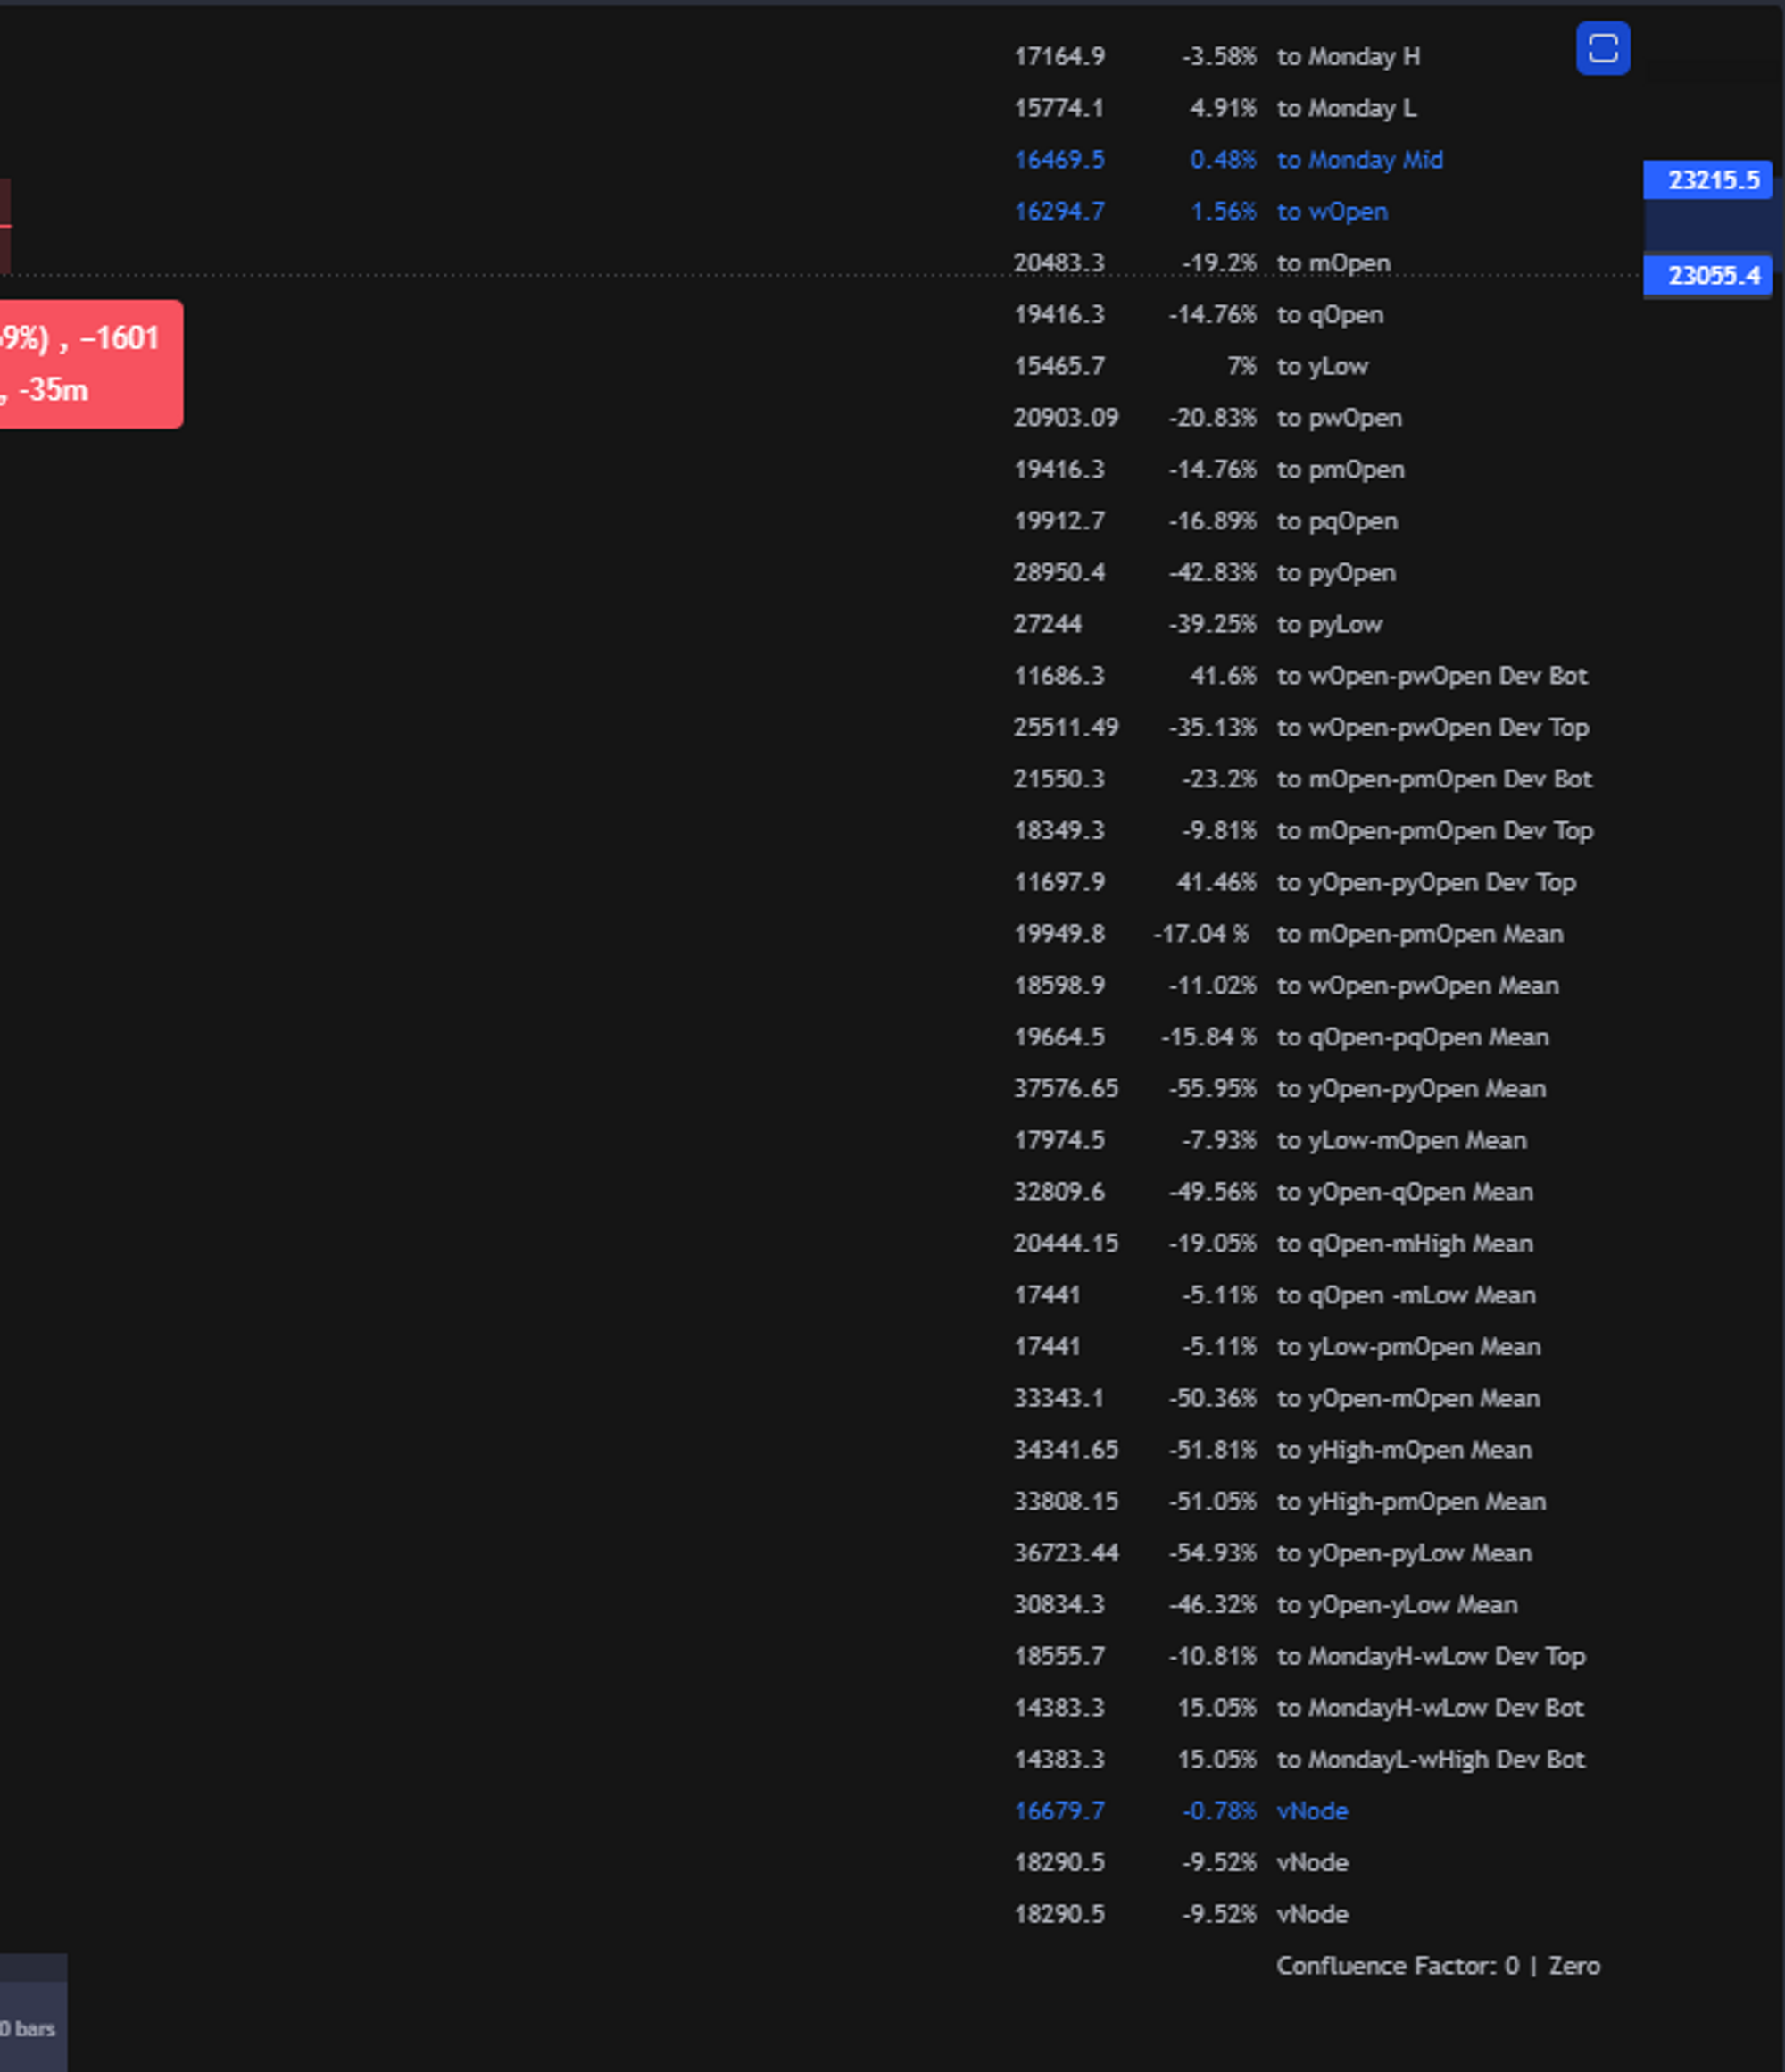 17164.9 -3.58% to Monday H
15774.1 4.91% to Monday L
16469.5 0.48% to Monday Mid
23215.5
16294.7 1.56% to wOpen
20483.3 -19.2% to mOpen
23055.4
19416.3 -14.76% to qOpen
9%) , −1601
15465.7 7% to yLow
, -35m
20903.09 -20.83% to pwOpen
19416.3 -14.76% to pmOpen
19912.7 -16.89% to pqOpen
28950.4 -42.83% to pyOpen
27244 -39.25% to pyLow
11686.3 41.6% to wOpen-pwOpen Dev Bot
25511.49 -35.13% to wOpen-pwOpen Dev Top
21550.3 -23.2% to mOpen-pmOpen Dev Bot
18349.3 -9.81% to mOpen-pmOpen Dev Top
11697.9 41.46% to yOpen-pyOpen Dev Top
19949.8 -17.04 % to mOpen-pmOpen Mean
18598.9 -11.02% to wOpen-pwOpen Mean
19664.5 -15.84 % to qOpen-pqOpen Mean
37576.65 -55.95% to yOpen-pyOpen Mean
17974.5 -7.93% to yLow-mOpen Mean
32809.6 -49.56% to yOpen-qOpen Mean
20444.15 -19.05% to qOpen-mHigh Mean
17441 -5.11% to qOpen -mLow Mean
17441 -5.11% to yLow-pmOpen Mean
33343.1 -50.36% to yOpen-mOpen Mean
34341.65 -51.81% to yHigh-mOpen Mean
33808.15 -51.05% to yHigh-pmOpen Mean
36723.44 -54.93% to yOpen-pyLow Mean
30834.3 -46.32% to yOpen-yLow Mean
18555.7 -10.81% to MondayH-wLow Dev Top
14383.3 15.05% to MondayH-wLow Dev Bot
14383.3 15.05% to MondayL-wHigh Dev Bot
16679.7 -0.78% vNode
18290.5 -9.52% vNode
18290.5 -9.52% vNode
Confluence Factor: 0 | Zero
0 bars